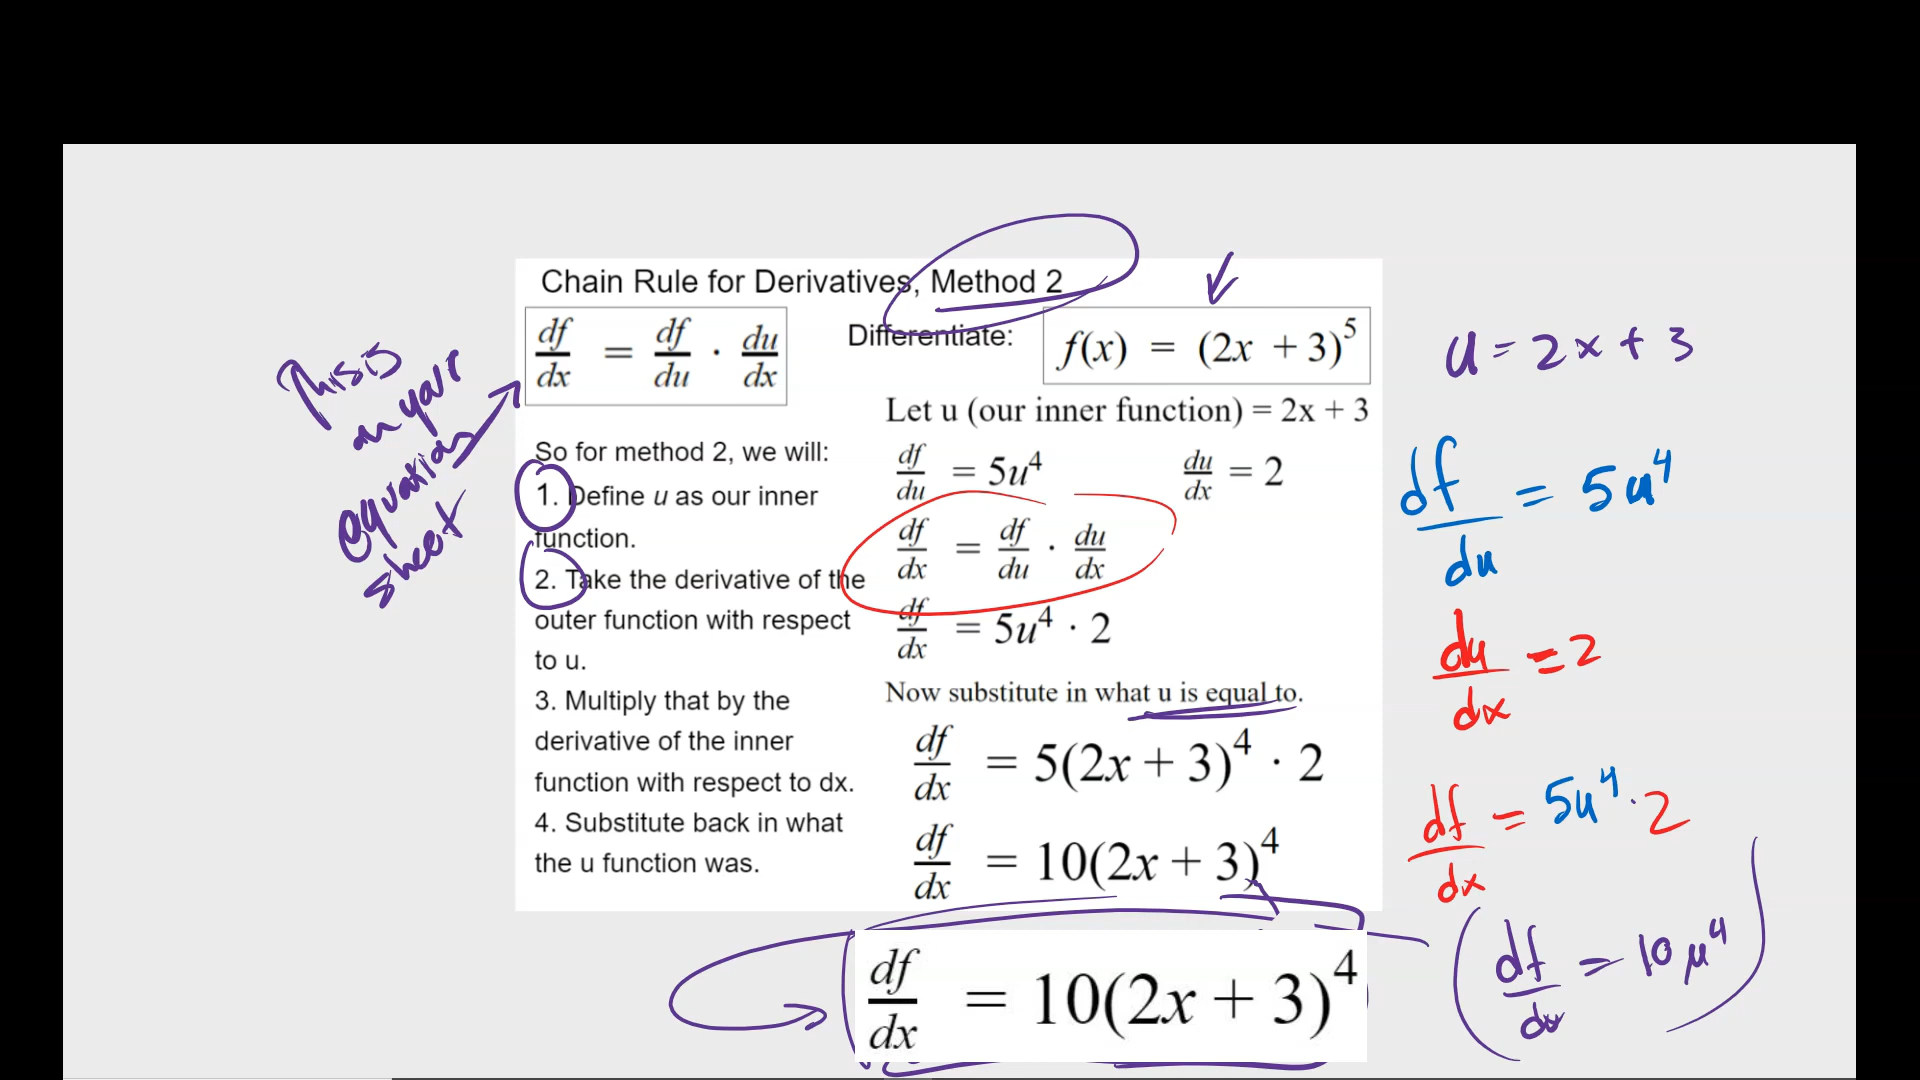 Chain Rule for Derivatives, Method 2
df/dx = df/du · du/dx
Differentiate: f(x) = (2x + 3)^5
This is
on your
equation
sheet
So for method 2, we will:
1. Define u as our inner
function.
2. Take the derivative of the
outer function with respect
to u.
3. Multiply that by the
derivative of the inner
function with respect to dx.
4. Substitute back in what
the u function was.
Let u (our inner function) = 2x + 3
df/du = 5u^4 du/dx = 2
df/dx = df/du · du/dx
df/dx = 5u^4 · 2
Now substitute in what u is equal to.
df/dx = 5(2x + 3)^4 · 2
df/dx = 10(2x + 3)^4
df/dx = 10(2x + 3)^4
u = 2x + 3
df/du = 5u^4
du/dx = 2
df/dx = 5u^4 · 2
df/ = 10u^4